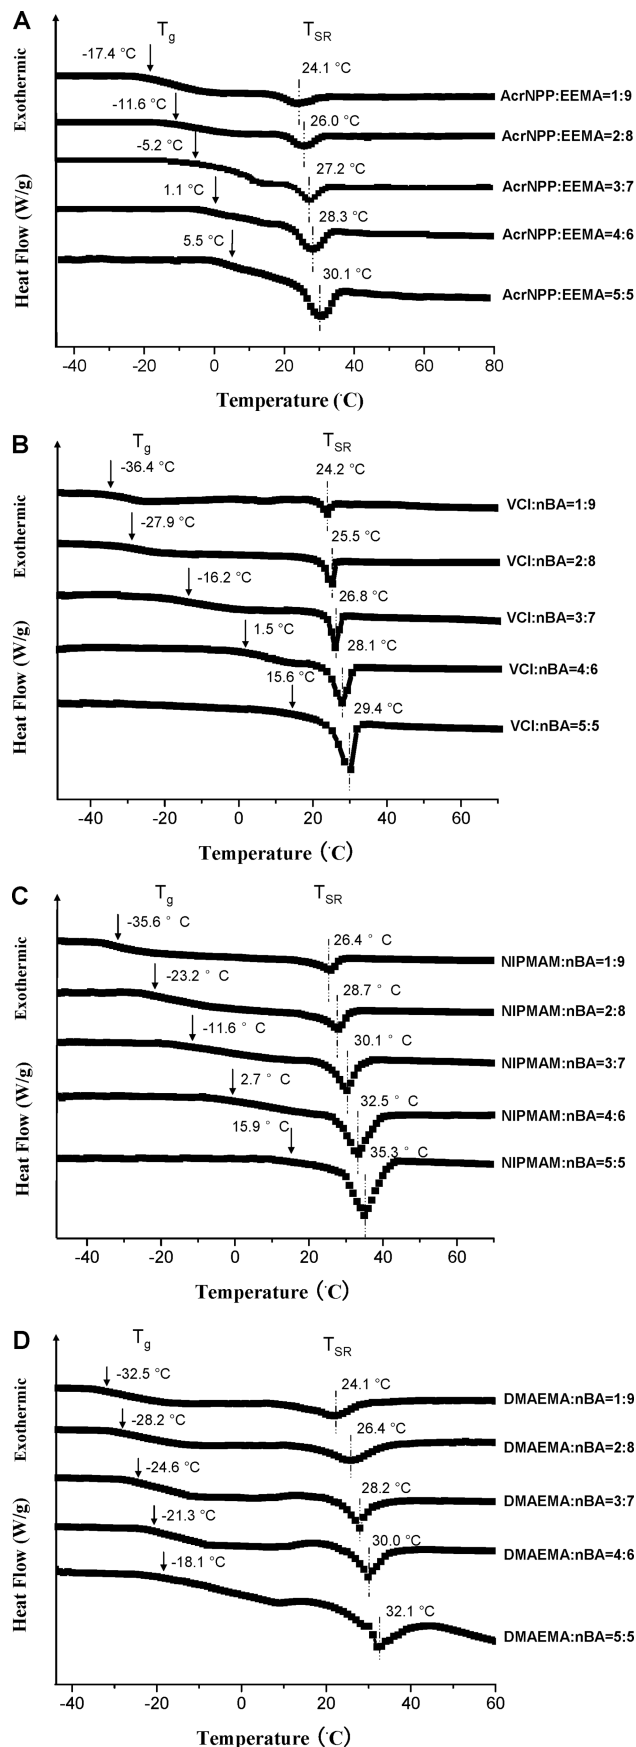 A
Tg
TSR
-17.4 °C
24.1 °C
AcrNPP:EEMA=1:9
-11.6 °C
26.0 °C
AcrNPP:EEMA=2:8
-5.2 °C
27.2 °C
AcrNPP:EEMA=3:7
1.1 °C
28.3 °C
AcrNPP:EEMA=4:6
5.5 °C
30.1 °C
AcrNPP:EEMA=5:5
Heat Flow (W/g)
Exothermic
-40 -20 0 20 40 60 80
Temperature (°C)
B
Tg
TSR
-36.4 °C
24.2 °C
VCl:nBA=1:9
-27.9 °C
25.5 °C
VCl:nBA=2:8
-16.2 °C
26.8 °C
VCl:nBA=3:7
1.5 °C
28.1 °C
VCl:nBA=4:6
15.6 °C
29.4 °C
VCl:nBA=5:5
Heat Flow (W/g)
Exothermic
-40 -20 0 20 40 60
Temperature (°C)
C
Tg
TSR
-35.6 ° C
26.4 ° C
NIPMAM:nBA=1:9
-23.2 ° C
28.7 ° C
NIPMAM:nBA=2:8
-11.6 ° C
30.1 ° C
NIPMAM:nBA=3:7
2.7 ° C
32.5 ° C
NIPMAM:nBA=4:6
15.9 ° C
35.3 ° C
NIPMAM:nBA=5:5
Heat Flow (W/g)
Exothermic
-40 -20 0 20 40 60
Temperature (°C)
D
Tg
TSR
-32.5 °C
24.1 °C
DMAEMA:nBA=1:9
-28.2 °C
26.4 °C
DMAEMA:nBA=2:8
-24.6 °C
28.2 °C
DMAEMA:nBA=3:7
-21.3 °C
30.0 °C
DMAEMA:nBA=4:6
-18.1 °C
32.1 °C
DMAEMA:nBA=5:5
Heat Flow (W/g)
Exothermic
-40 -20 0 20 40 60
Temperature (°C)